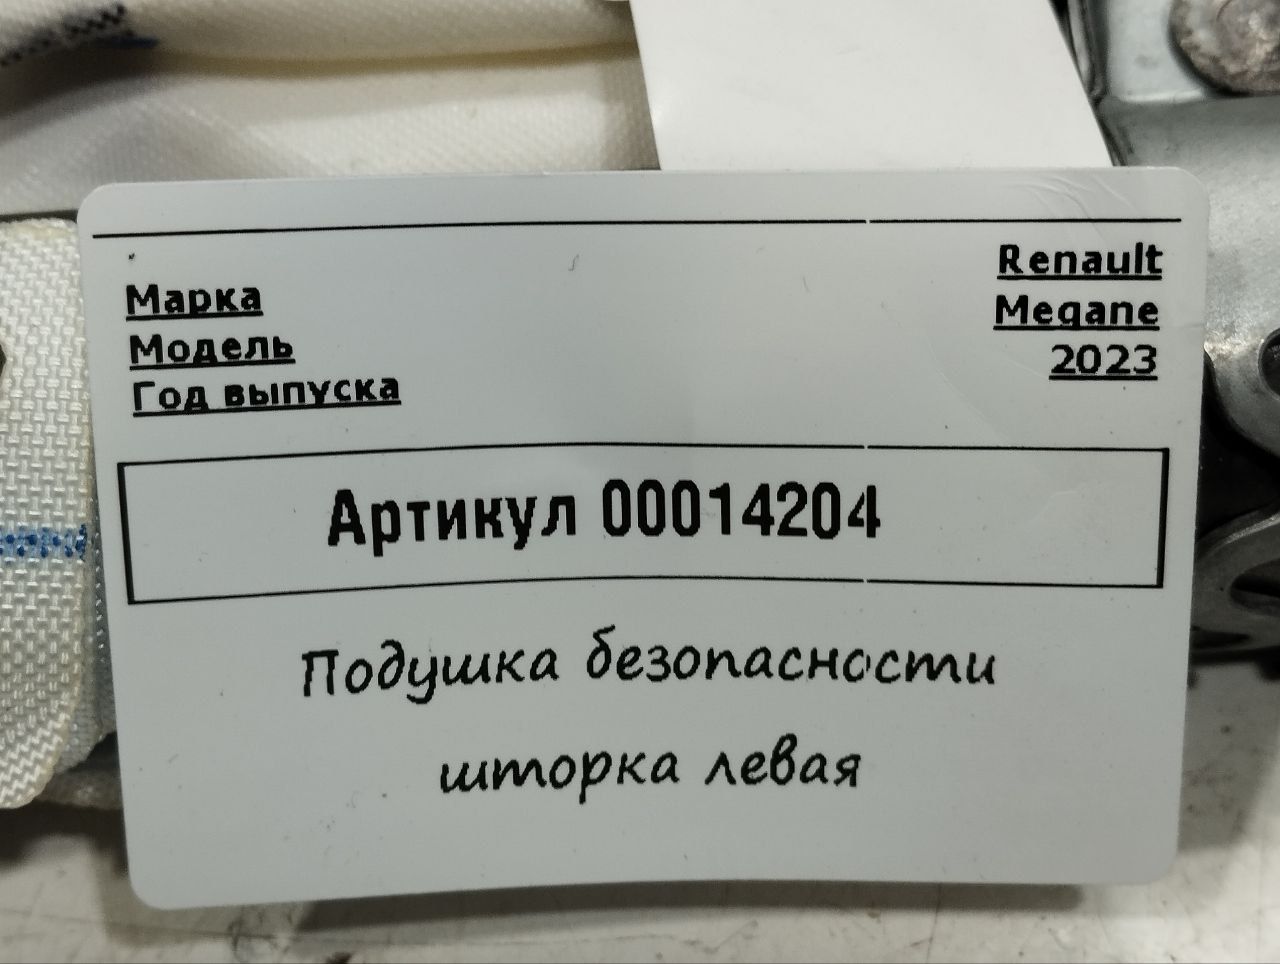 Марка Renault
Модель Megane
Год выпуска 2023
Артикул 00014204
Подушка безопасности
шторка левая